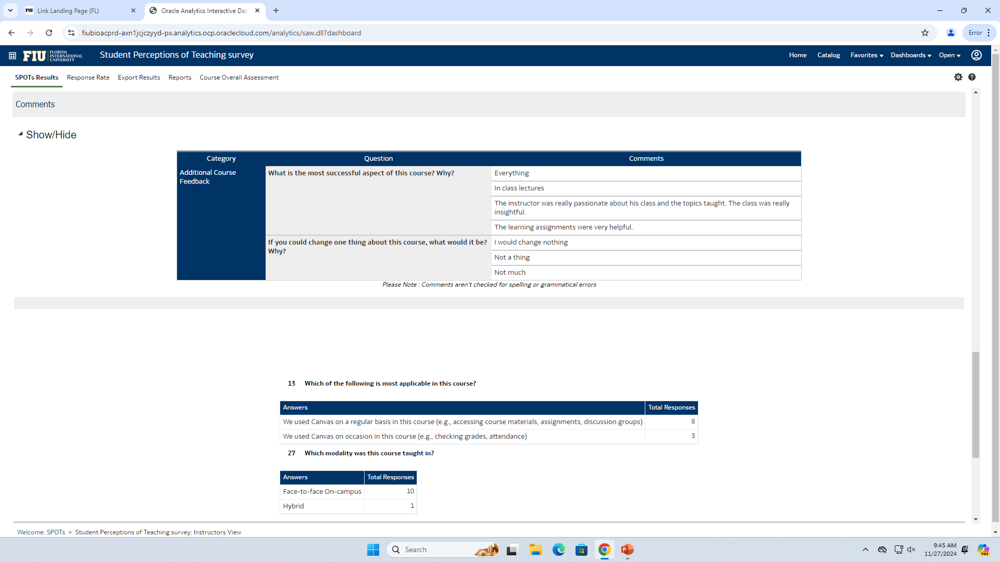 Link Landing Page (FL)
Oracle Analytics Interactive Das
fiubioacprd-axn1jcjczyyd-px.analytics.ocp.oraclecloud.com/analytics/saw.dll?dashboard
Error
FIU FLORIDA INTERNATIONAL UNIVERSITY
Student Perceptions of Teaching survey
Home Catalog Favorites Dashboards Open
SPOTs Results Response Rate Export Results Reports Course Overall Assessment
Comments
Show/Hide
Category Question Comments
Additional Course Feedback
What is the most successful aspect of this course? Why?
Everything
In class lectures
The instructor was really passionate about his class and the topics taught. The class was really
insightful.
The learning assignments were very helpful.
If you could change one thing about this course, what would it be?
Why?
I would change nothing
Not a thing
Not much
Please Note : Comments aren't checked for spelling or grammatical errors
13 Which of the following is most applicable in this course?
Answers Total Responses
We used Canvas on a regular basis in this course (e.g., accessing course materials, assignments, discussion groups) 8
We used Canvas on occasion in this course (e.g., checking grades, attendance) 3
27 Which modality was this course taught in?
Answers Total Responses
Face-to-face On-campus 10
Hybrid 1
Welcome: SPOTs > Student Perceptions of Teaching survey: Instructors View
Search
9:45 AM
11/27/2024
PRE